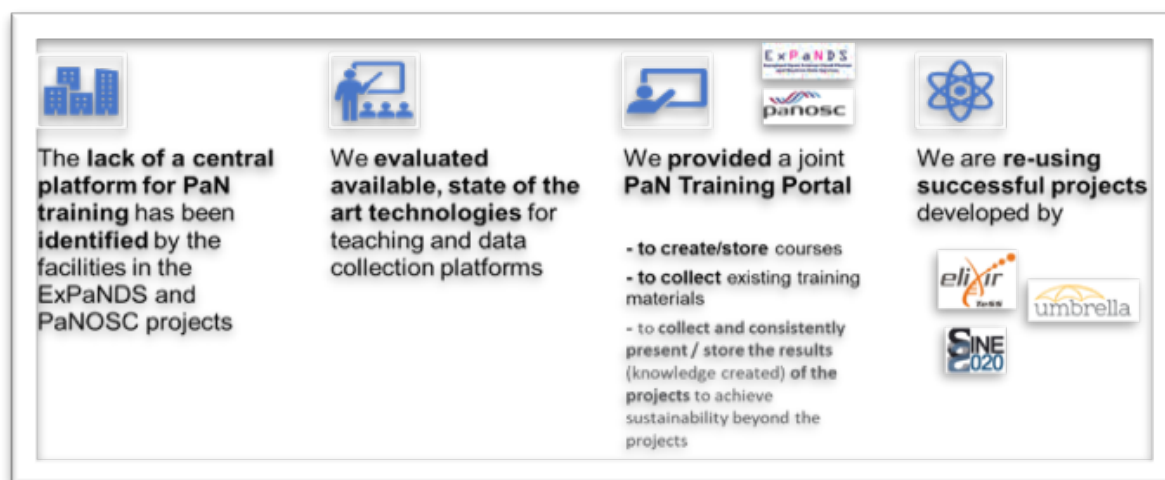 The lack of a central
platform for PaN
training has been
identified by the
facilities in the
ExPaNDS and
PaNOSC projects
We evaluated
available, state of the
art technologies for
teaching and data
collection platforms
ExPaNDS
panosc
We provided a joint
PaN Training Portal
- to create/store courses
- to collect existing training
materials
- to collect and consistently
present / store the results
(knowledge created) of the
projects to achieve
sustainability beyond the
projects
We are re-using
successful projects
developed by
elixir
TeSS
umbrella
SINE
2020